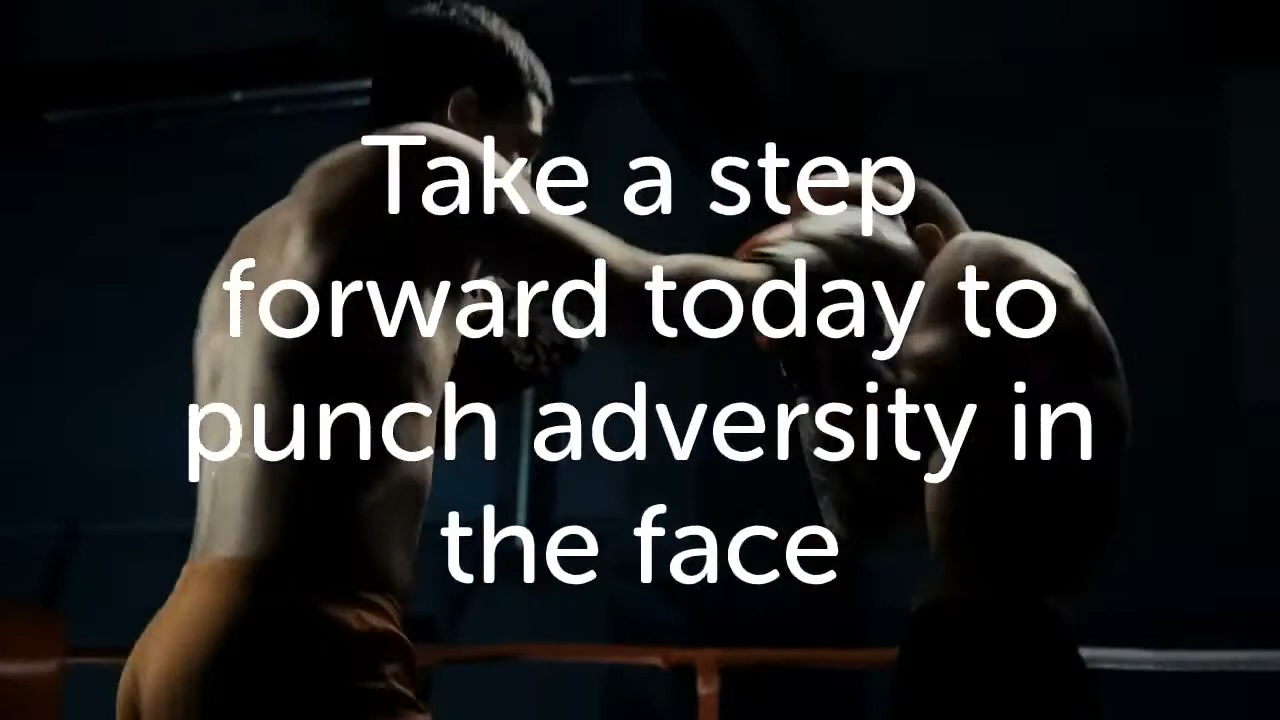 Take a step
forward today to
punch adversity in
the face